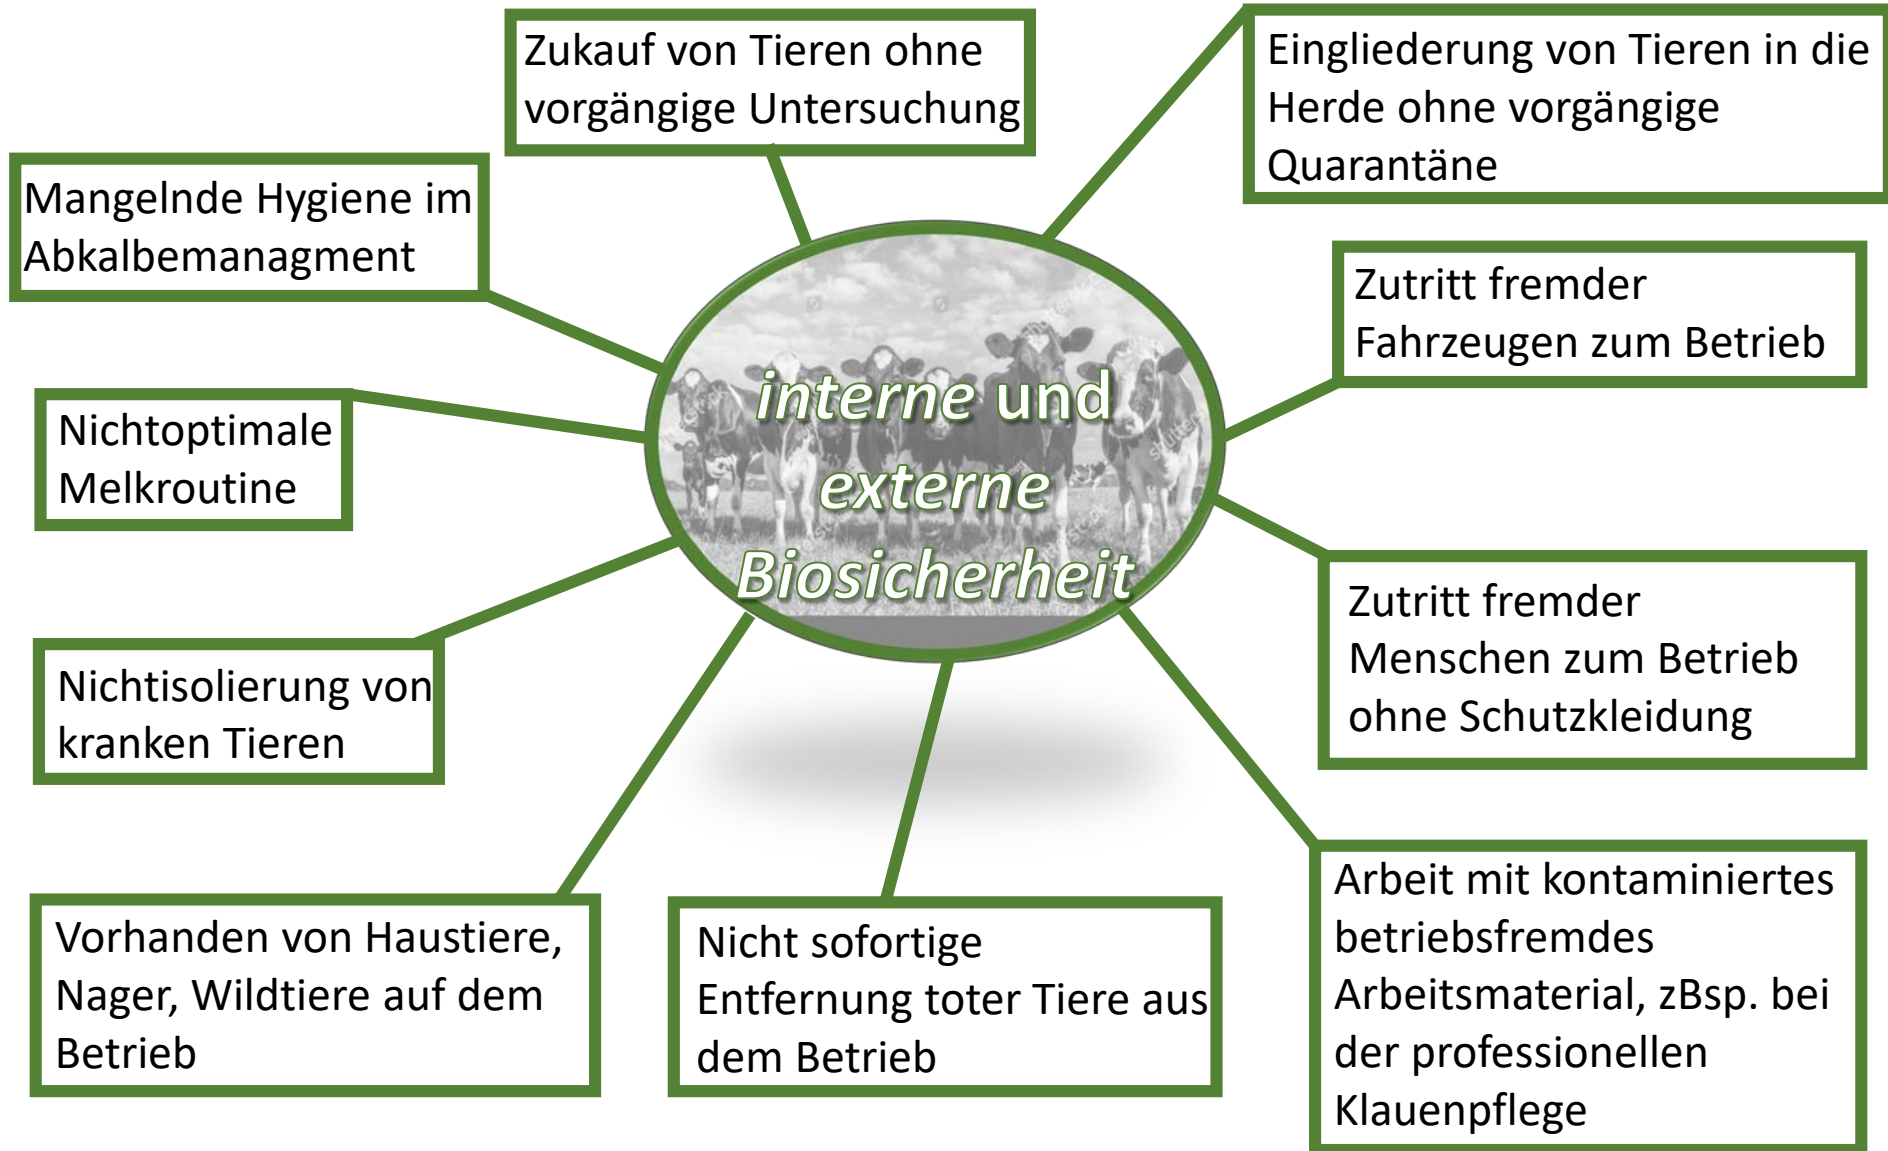 Zukauf von Tieren ohne
vorgängige Untersuchung
Eingliederung von Tieren in die
Herde ohne vorgängige
Quarantäne
Mangelnde Hygiene im
Abkalbemanagment
Zutritt fremder
Fahrzeugen zum Betrieb
interne und
externe
Biosicherheit
Nichtoptimale
Melkroutine
Zutritt fremder
Menschen zum Betrieb
ohne Schutzkleidung
Nichtisolierung von
kranken Tieren
Vorhanden von Haustiere,
Nager, Wildtiere auf dem
Betrieb
Nicht sofortige
Entfernung toter Tiere aus
dem Betrieb
Arbeit mit kontaminiertes
betriebsfremdes
Arbeitsmaterial, zBsp. bei
der professionellen
Klauenpflege